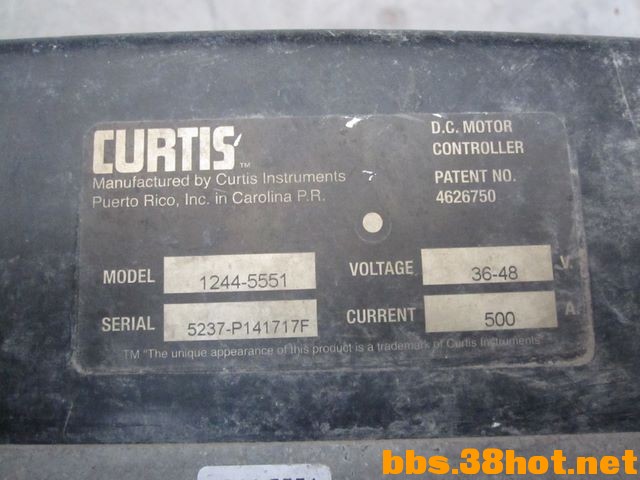 CURTIS™
Manufactured by Curtis Instruments
Puerto Rico, Inc. in Carolina P.R.
D.C. MOTOR
CONTROLLER
PATENT NO.
4626750
MODEL 1244-5551
VOLTAGE 36-48 V.
SERIAL 5237-P141717F
CURRENT 500 A.
TM "The unique appearance of this product is a trademark of Curtis Instruments"
bbs.38hot.net